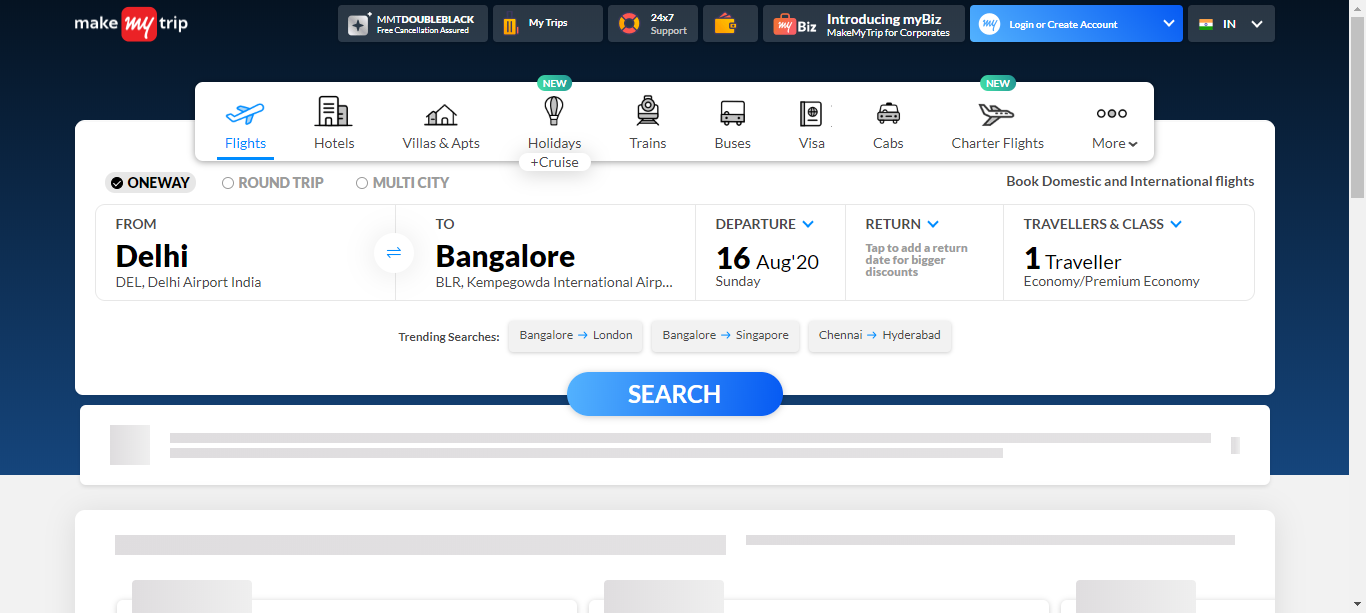 make my trip
MMTDOUBLEBLACK
Free Cancellation Assured
My Trips
24x7
Support
my Biz
Introducing myBiz
MakeMyTrip for Corporates
my
Login or Create Account
IN
NEW
NEW
Flights
Hotels
Villas & Apts
Holidays
Trains
Buses
Visa
Cabs
Charter Flights
More
+Cruise
ONEWAY
ROUND TRIP
MULTI CITY
Book Domestic and International flights
FROM
Delhi
DEL, Delhi Airport India
TO
Bangalore
BLR, Kempegowda International Airp...
DEPARTURE
16 Aug'20
Sunday
RETURN
Tap to add a return
date for bigger
discounts
TRAVELLERS & CLASS
1 Traveller
Economy/Premium Economy
Trending Searches:
Bangalore → London
Bangalore → Singapore
Chennai → Hyderabad
SEARCH